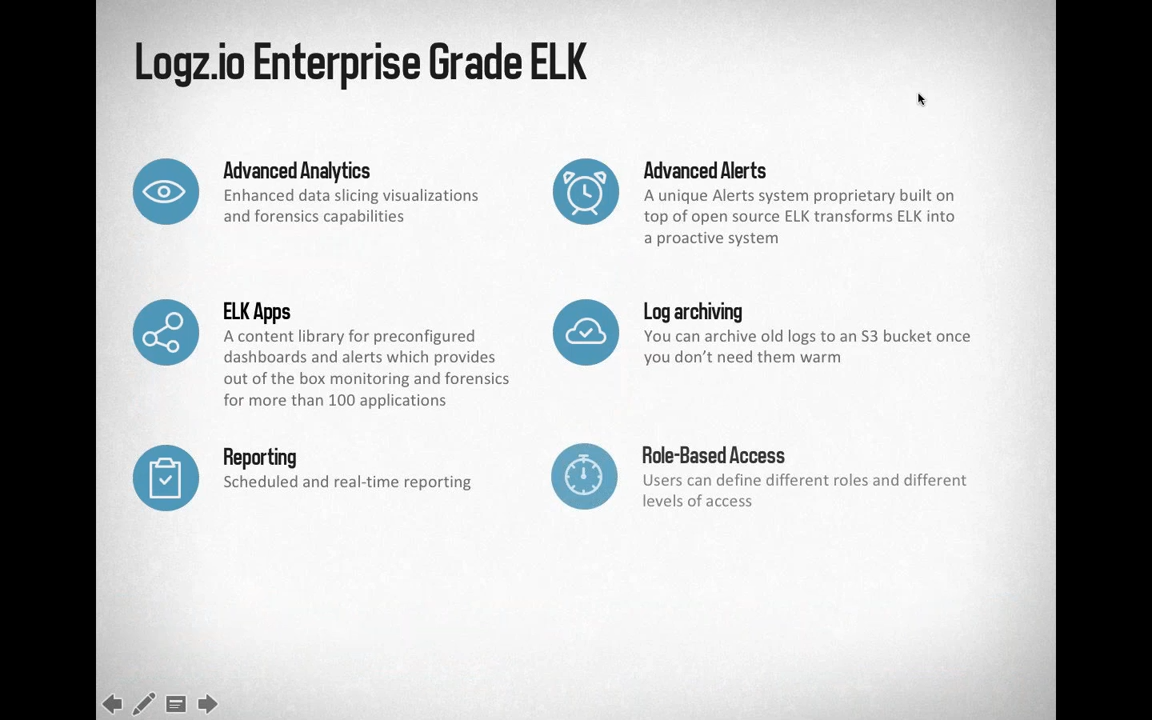 Logz.io Enterprise Grade ELK
Advanced Analytics
Enhanced data slicing visualizations
and forensics capabilities
Advanced Alerts
A unique Alerts system proprietary built on
top of open source ELK transforms ELK into
a proactive system
ELK Apps
A content library for preconfigured
dashboards and alerts which provides
out of the box monitoring and forensics
for more than 100 applications
Log archiving
You can archive old logs to an S3 bucket once
you don’t need them warm
Reporting
Scheduled and real-time reporting
Role-Based Access
Users can define different roles and different
levels of access